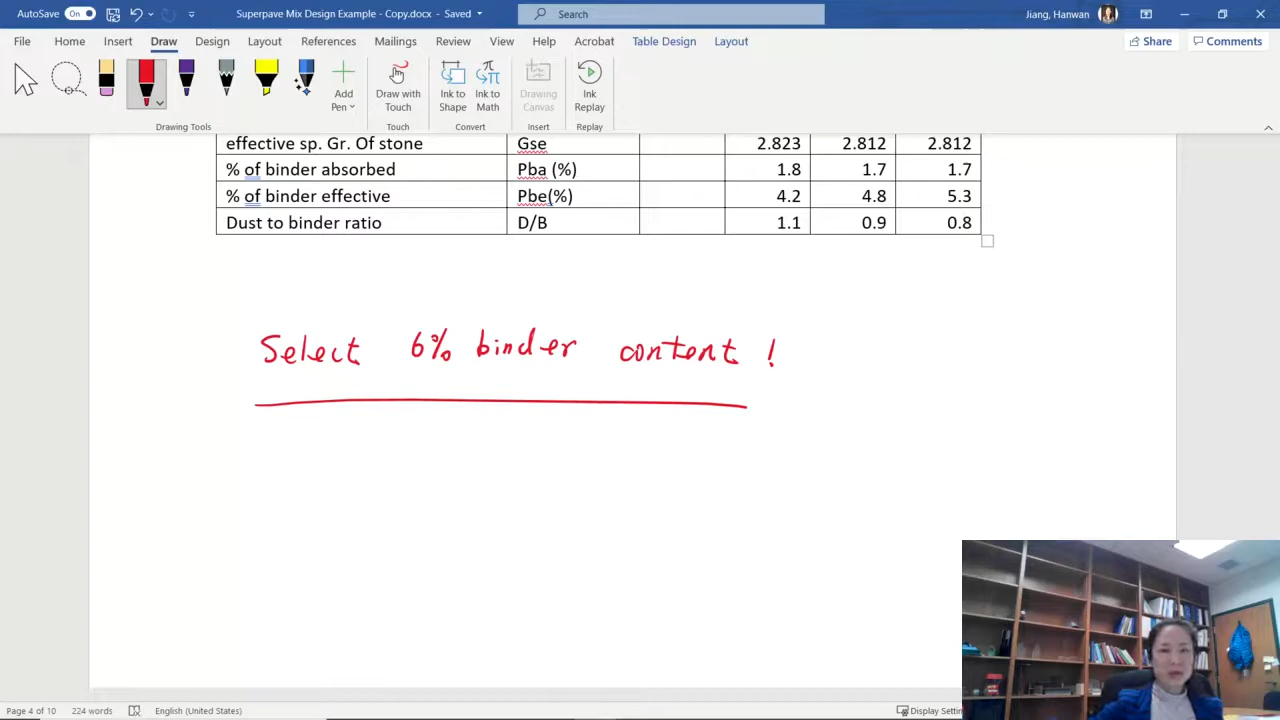 AutoSave On Superpave Mix Design Example - Copy.docx - Saved Search Jiang, Hanwan
File Home Insert Draw Design Layout References Mailings Review View Help Acrobat Table Design Layout Share Comments
Add Pen Draw with Touch Ink to Shape Ink to Math Drawing Canvas Ink Replay
Drawing Tools Touch Convert Insert Replay
effective sp. Gr. Of stone Gse 2.823 2.812 2.812
% of binder absorbed Pba (%) 1.8 1.7 1.7
% of binder effective Pbe(%) 4.2 4.8 5.3
Dust to binder ratio D/B 1.1 0.9 0.8
Select 6% binder content !
Page 4 of 10 224 words English (United States) Display Settin